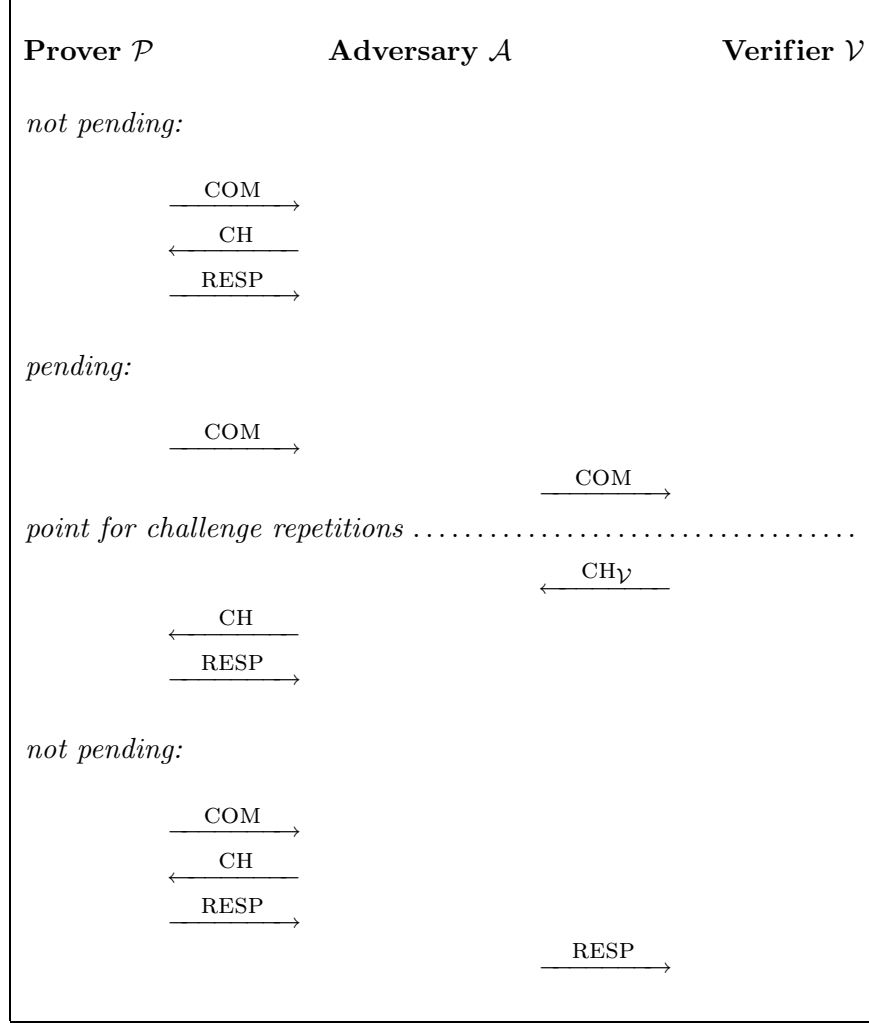 Prover 𝒫 Adversary 𝒜 Verifier 𝒱
not pending:
COM
CH
RESP
pending:
COM
COM
point for challenge repetitions ...................................
CH𝒱
CH
RESP
not pending:
COM
CH
RESP
RESP